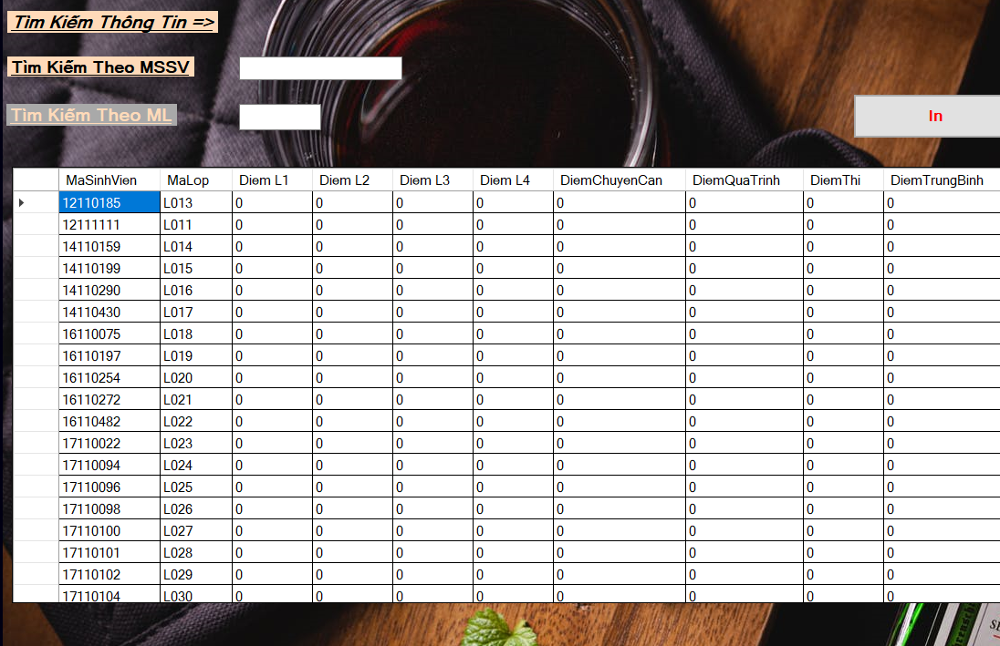 Tìm Kiếm Thông Tin =>
Tìm Kiếm Theo MSSV
Tìm Kiếm Theo ML
In
MaSinhVien MaLop Diem L1 Diem L2 Diem L3 Diem L4 DiemChuyenCan DiemQuaTrinh DiemThi DiemTrungBinh
12110185 L013 0 0 0 0 0 0 0 0
12111111 L011 0 0 0 0 0 0 0 0
14110159 L014 0 0 0 0 0 0 0 0
14110199 L015 0 0 0 0 0 0 0 0
14110290 L016 0 0 0 0 0 0 0 0
14110430 L017 0 0 0 0 0 0 0 0
16110075 L018 0 0 0 0 0 0 0 0
16110197 L019 0 0 0 0 0 0 0 0
16110254 L020 0 0 0 0 0 0 0 0
16110272 L021 0 0 0 0 0 0 0 0
16110482 L022 0 0 0 0 0 0 0 0
17110022 L023 0 0 0 0 0 0 0 0
17110094 L024 0 0 0 0 0 0 0 0
17110096 L025 0 0 0 0 0 0 0 0
17110098 L026 0 0 0 0 0 0 0 0
17110100 L027 0 0 0 0 0 0 0 0
17110101 L028 0 0 0 0 0 0 0 0
17110102 L029 0 0 0 0 0 0 0 0
17110104 L030 0 0 0 0 0 0 0 0